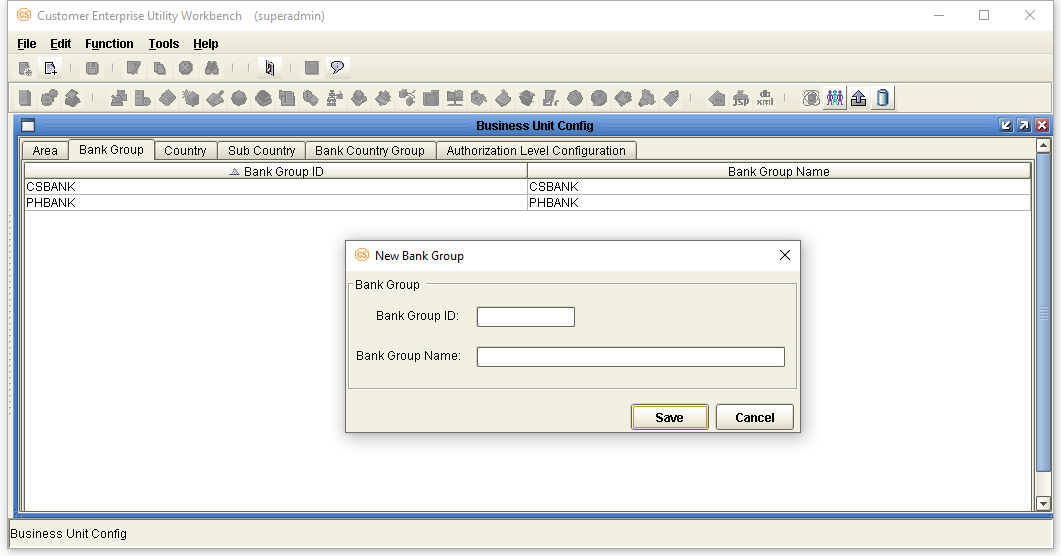 CS Customer Enterprise Utility Workbench (superadmin)
File Edit Function Tools Help
JSP xml
Business Unit Config
Area Bank Group Country Sub Country Bank Country Group Authorization Level Configuration
Bank Group ID Bank Group Name
CSBANK CSBANK
PHBANK PHBANK
CS New Bank Group
Bank Group
Bank Group ID:
Bank Group Name:
Save Cancel
Business Unit Config